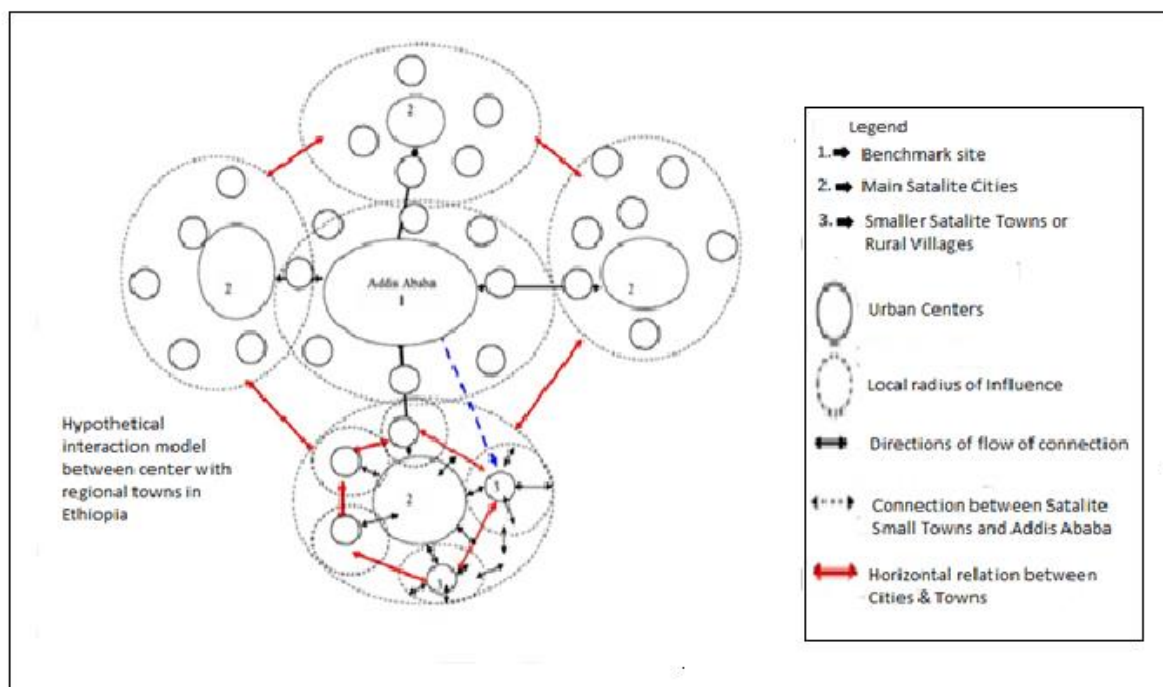 2
2
Addis Ababa
1
2
2
3
3
Hypothetical
interaction model
between center with
regional towns in
Ethiopia
Legend
1. ➡ Benchmark site
2. ➡ Main Satalite Cities
3. ➡ Smaller Satalite Towns or
Rural Villages
Urban Centers
Local radius of Influence
Directions of flow of connection
Connection between Satalite
Small Towns and Addis Ababa
Horizontal relation between
Cities & Towns